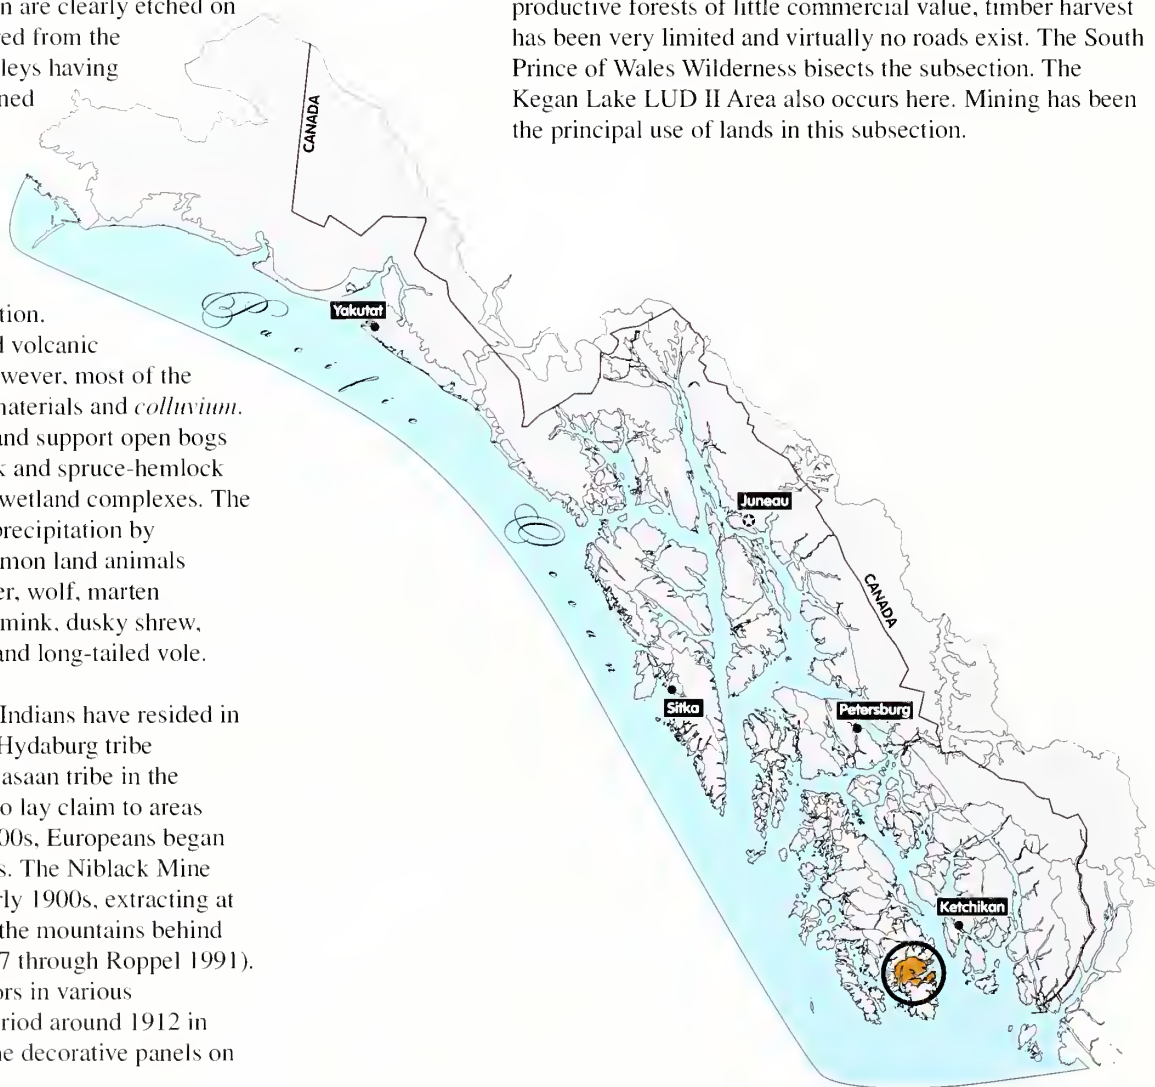 n are clearly etched on
ed from the
leys having
ned
tion.
d volcanic
wever, most of the
materials and colluvium.
and support open bogs
k and spruce-hemlock
wetland complexes. The
precipitation by
mon land animals
er, wolf, marten
mink, dusky shrew,
and long-tailed vole.
Indians have resided in
Hydaburg tribe
asaan tribe in the
o lay claim to areas
00s, Europeans began
s. The Niblack Mine
rly 1900s, extracting at
the mountains behind
7 through Roppel 1991).
ors in various
riod around 1912 in
ne decorative panels on
productive forests of little commercial value, timber harvest
has been very limited and virtually no roads exist. The South
Prince of Wales Wilderness bisects the subsection. The
Kegan Lake LUD II Area also occurs here. Mining has been
the principal use of lands in this subsection.
CANADA
Yakutat
Pacific
Ocean
Juneau
CANADA
Sitka
Petersburg
Ketchikan